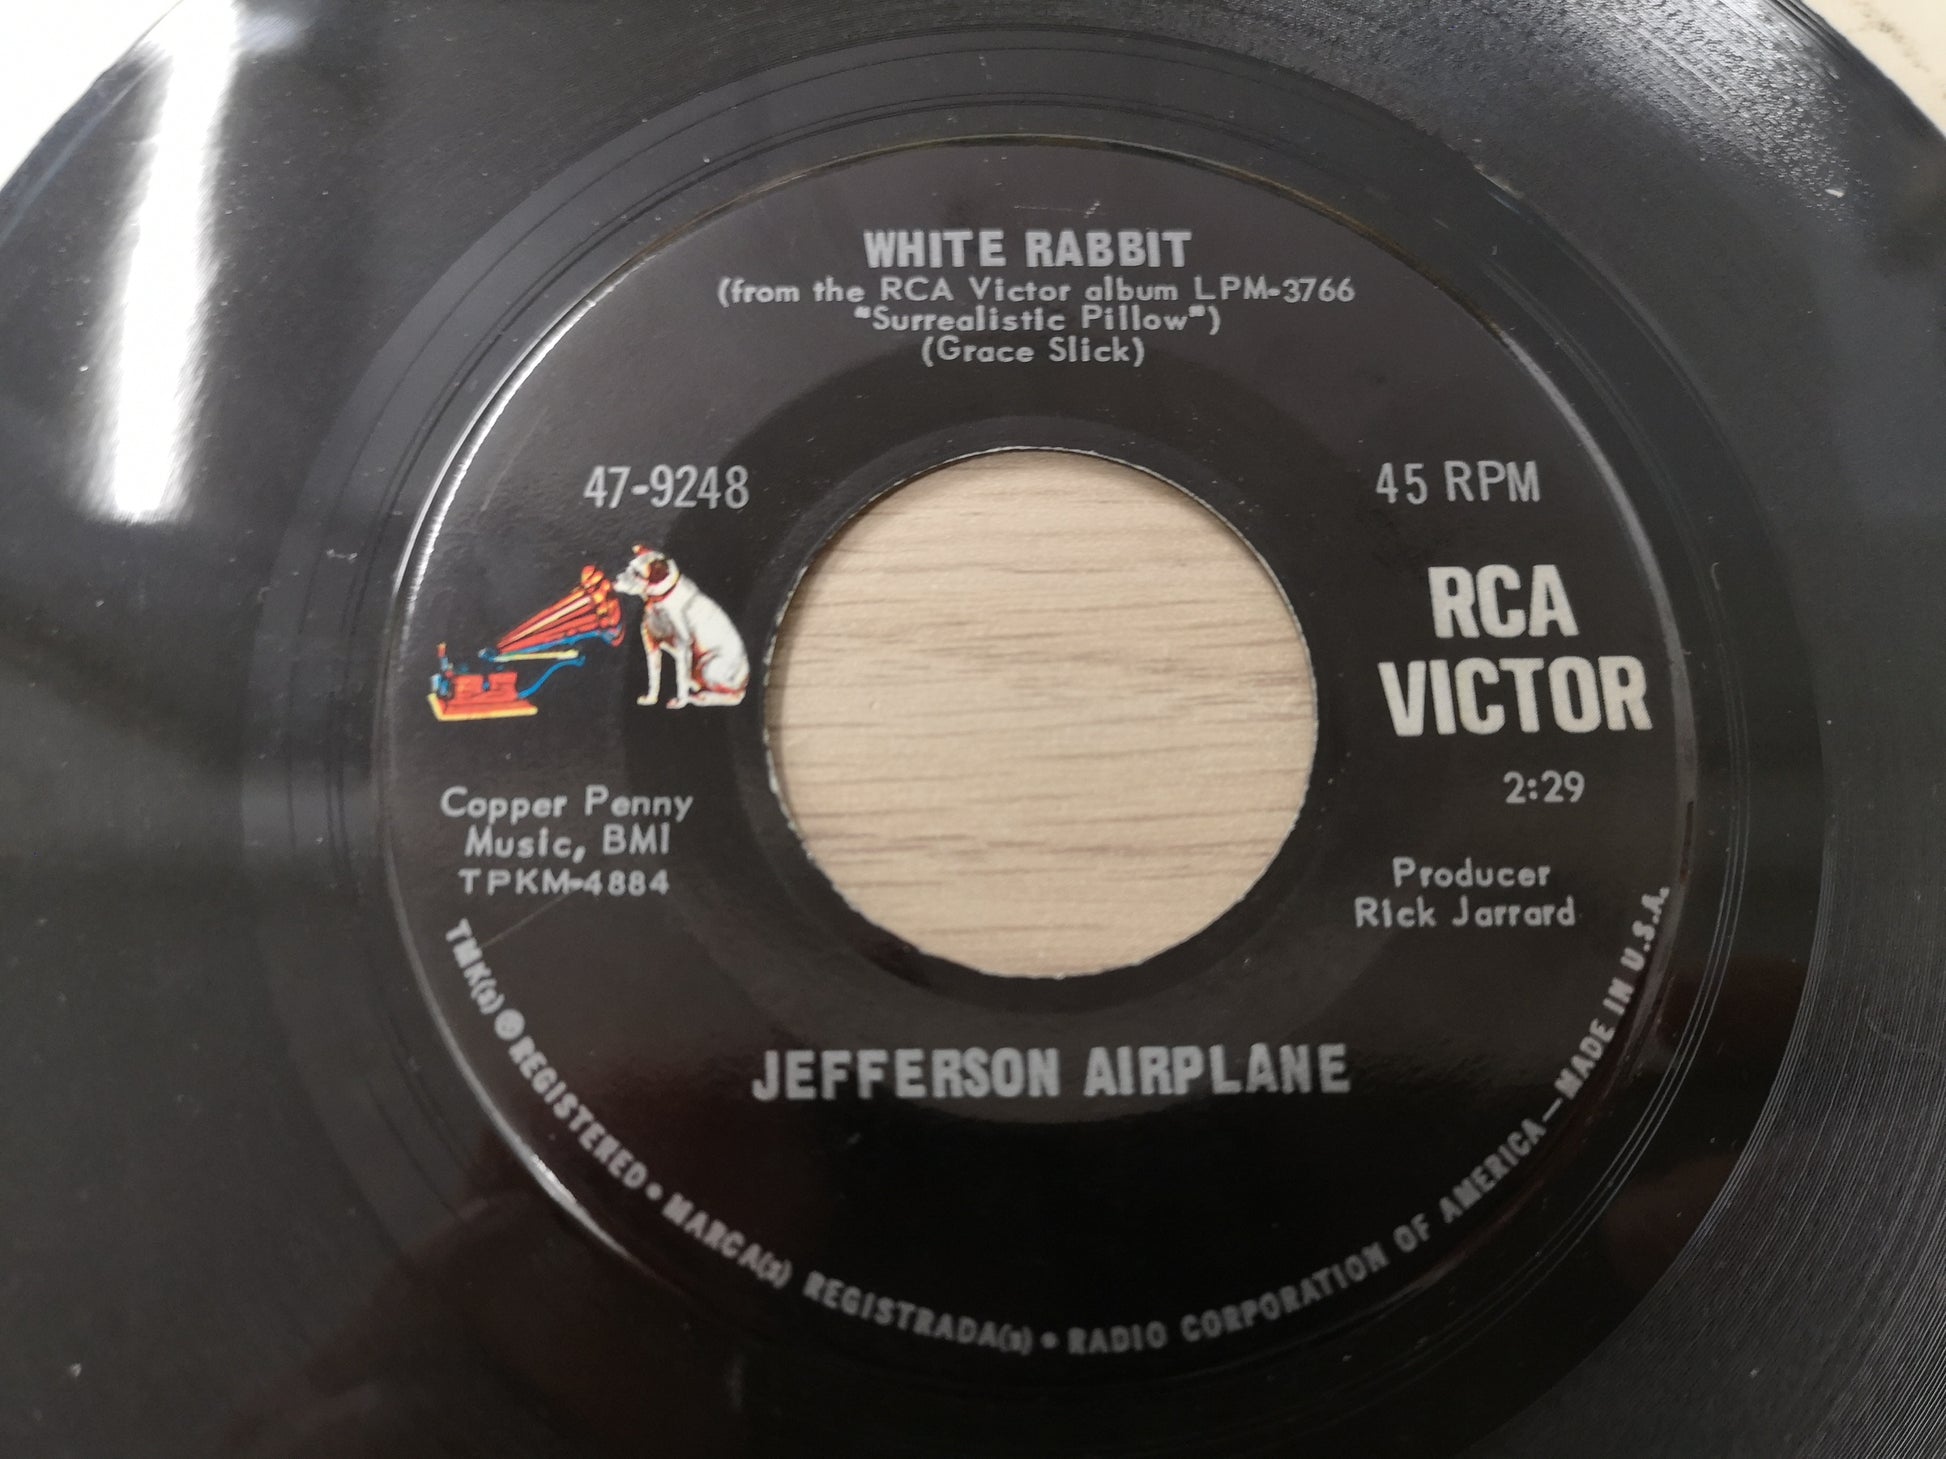 WHITE RABBIT
(from the RCA Victor album LPM-3766
"Surrealistic Pillow")
(Grace Slick)
47-9248
45 RPM
RCA
VICTOR
2:29
Copper Penny
Music, BMI
TPKM-4884
Producer
Rick Jarrard
JEFFERSON AIRPLANE
TMK(s) ® REGISTERED • MARCA(s) REGISTRADA(s) • RADIO CORPORATION OF AMERICA—MADE IN U.S.A.